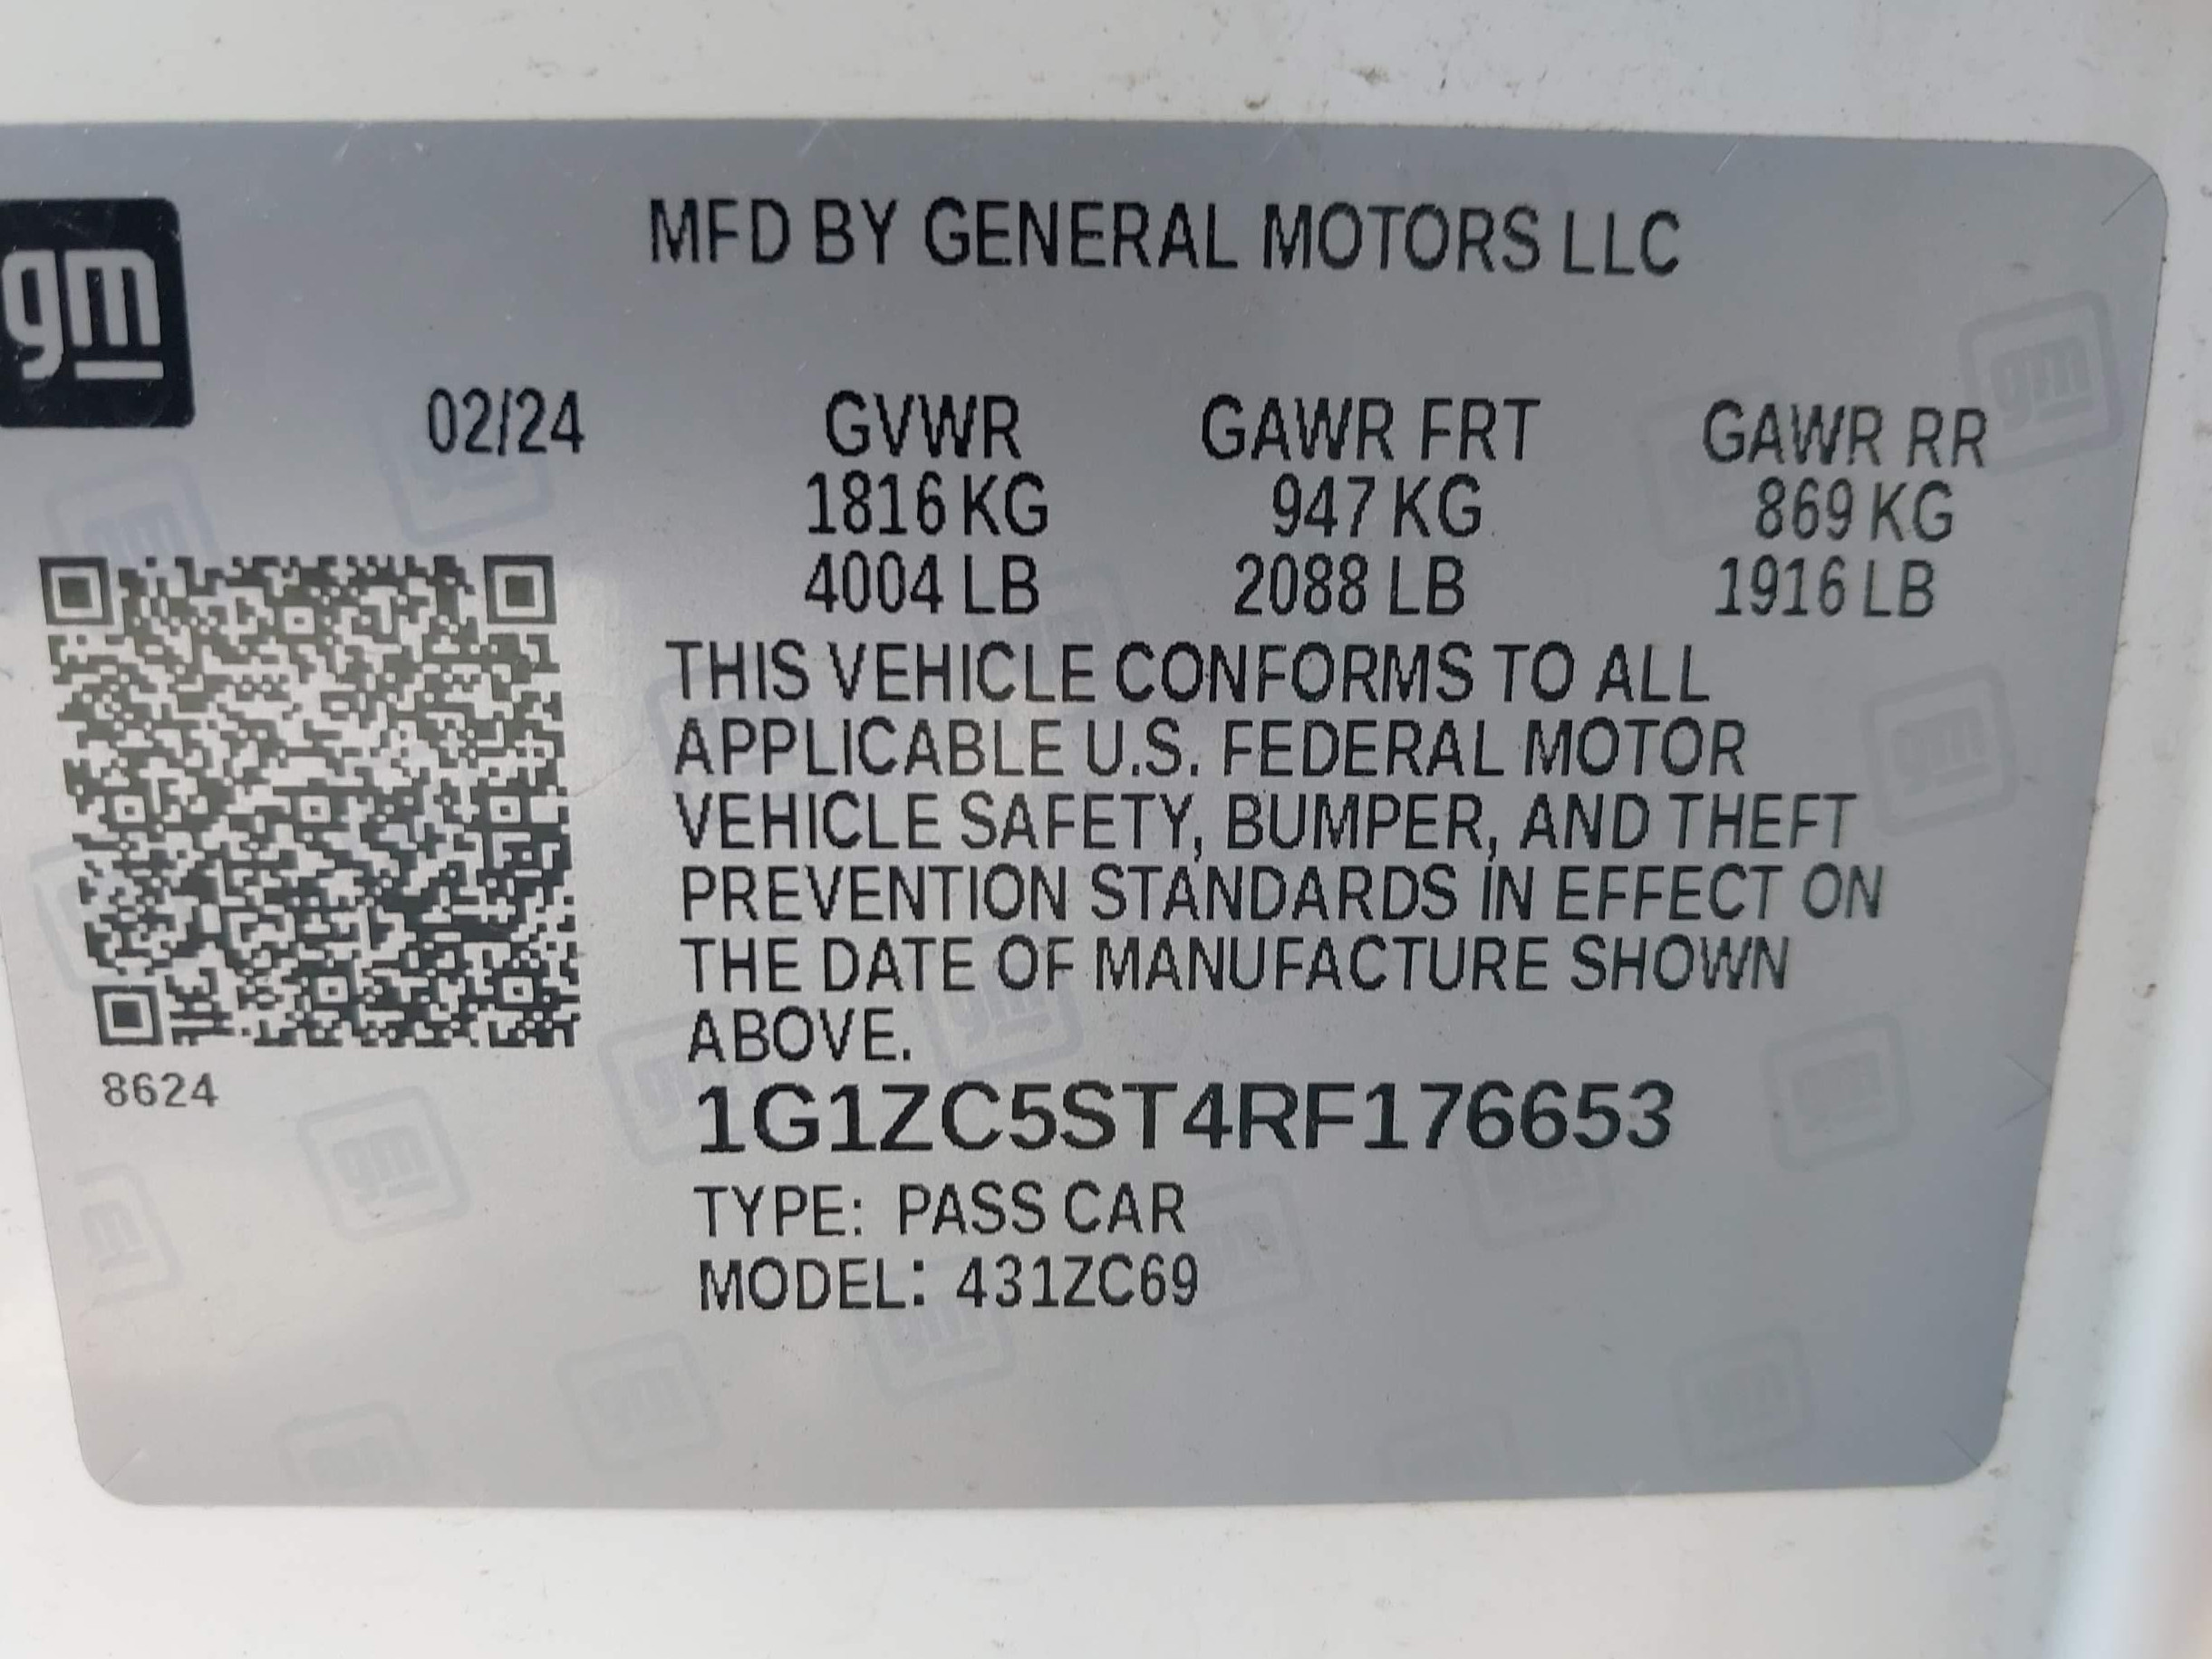 MFD BY GENERAL MOTORS LLC
gm
02/24 GVWR GAWR FRT GAWR RR
1816 KG 947 KG 869 KG
4004 LB 2088 LB 1916 LB
THIS VEHICLE CONFORMS TO ALL
APPLICABLE U.S. FEDERAL MOTOR
VEHICLE SAFETY, BUMPER, AND THEFT
PREVENTION STANDARDS IN EFFECT ON
THE DATE OF MANUFACTURE SHOWN
ABOVE.
8624
1G1ZC5ST4RF176653
TYPE: PASS CAR
MODEL: 431ZC69